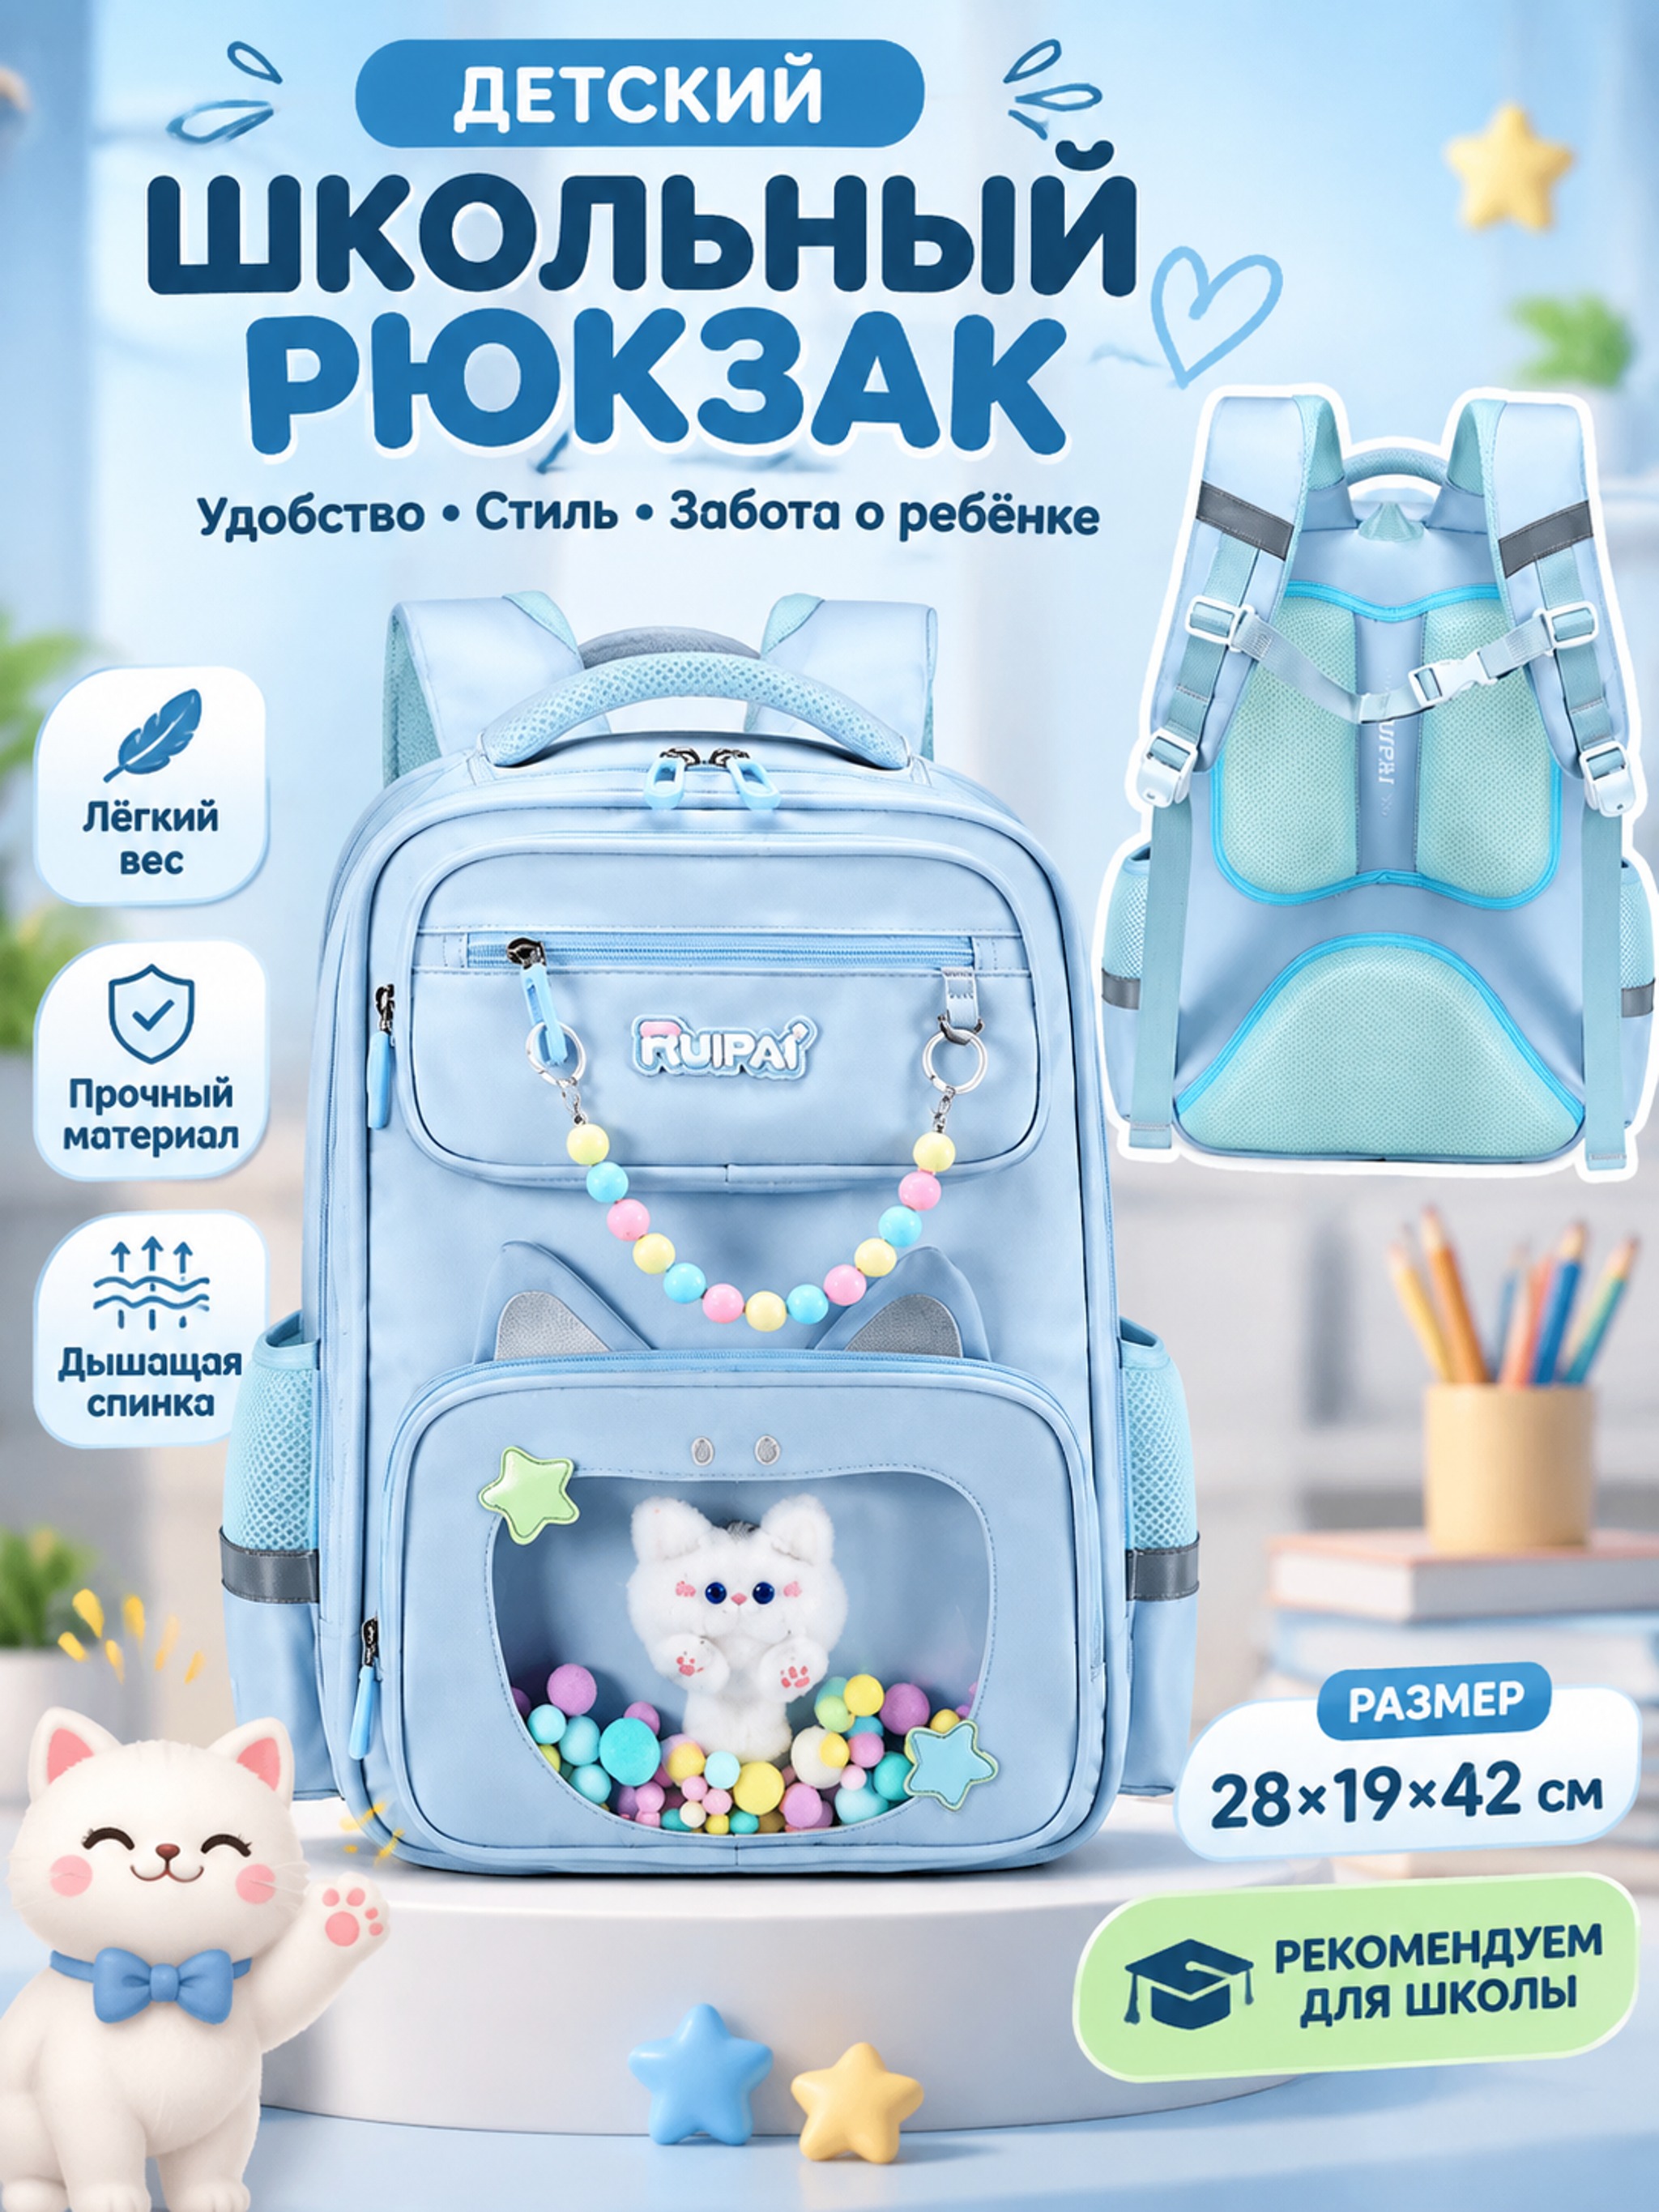 ДЕТСКИЙ
ШКОЛЬНЫЙ
РЮКЗАК
Удобство • Стиль • Забота о ребёнке
Лёгкий
вес
Прочный
материал
Дышащая
спинка
RUIPAI
РАЗМЕР
28×19×42 см
РЕКОМЕНДУЕМ
ДЛЯ ШКОЛЫ